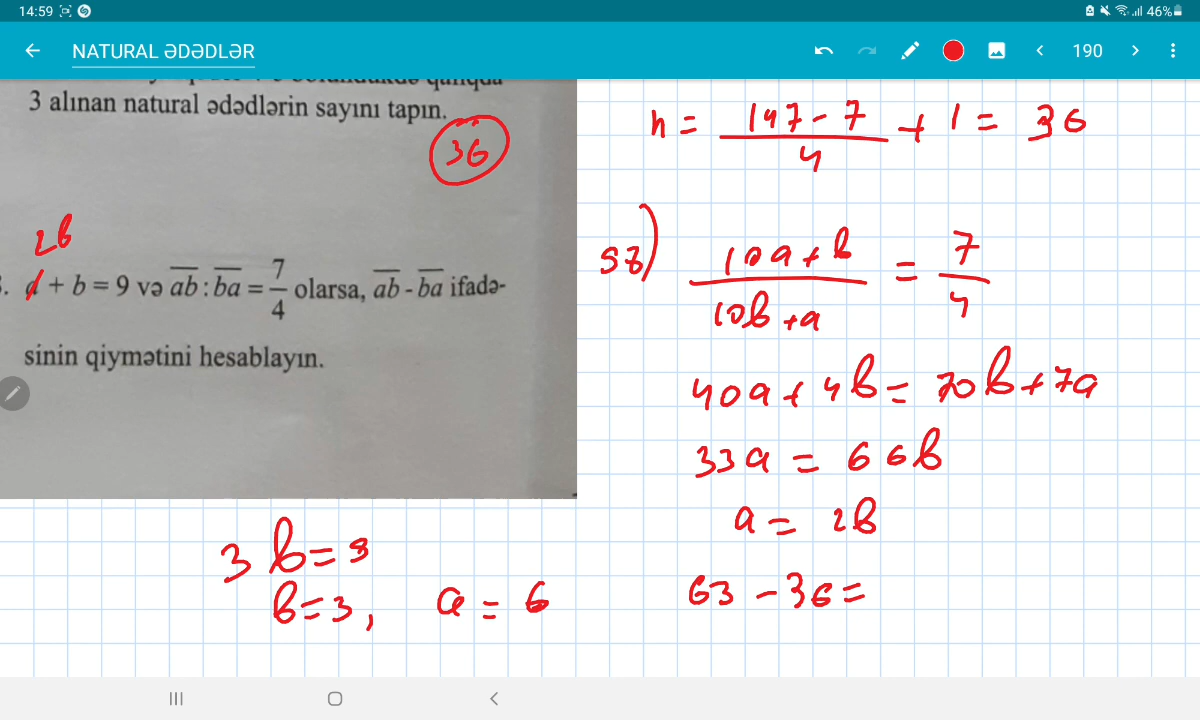 14:59 46%
NATURAL ƏDƏDLƏR 190
3 alınan natural ədədlərin sayını tapın.
36
2b
a + b = 9 və ab : ba = 7/4 olarsa, ab - ba ifadə-
sinin qiymətini hesablayın.
3b = 9
b = 3, a = 6
n = (147 - 7)/4 + 1 = 36
58) (10a + b)/(10b + a) = 7/4
40a + 4b = 70b + 7a
33a = 66b
a = 2b
63 - 36 =